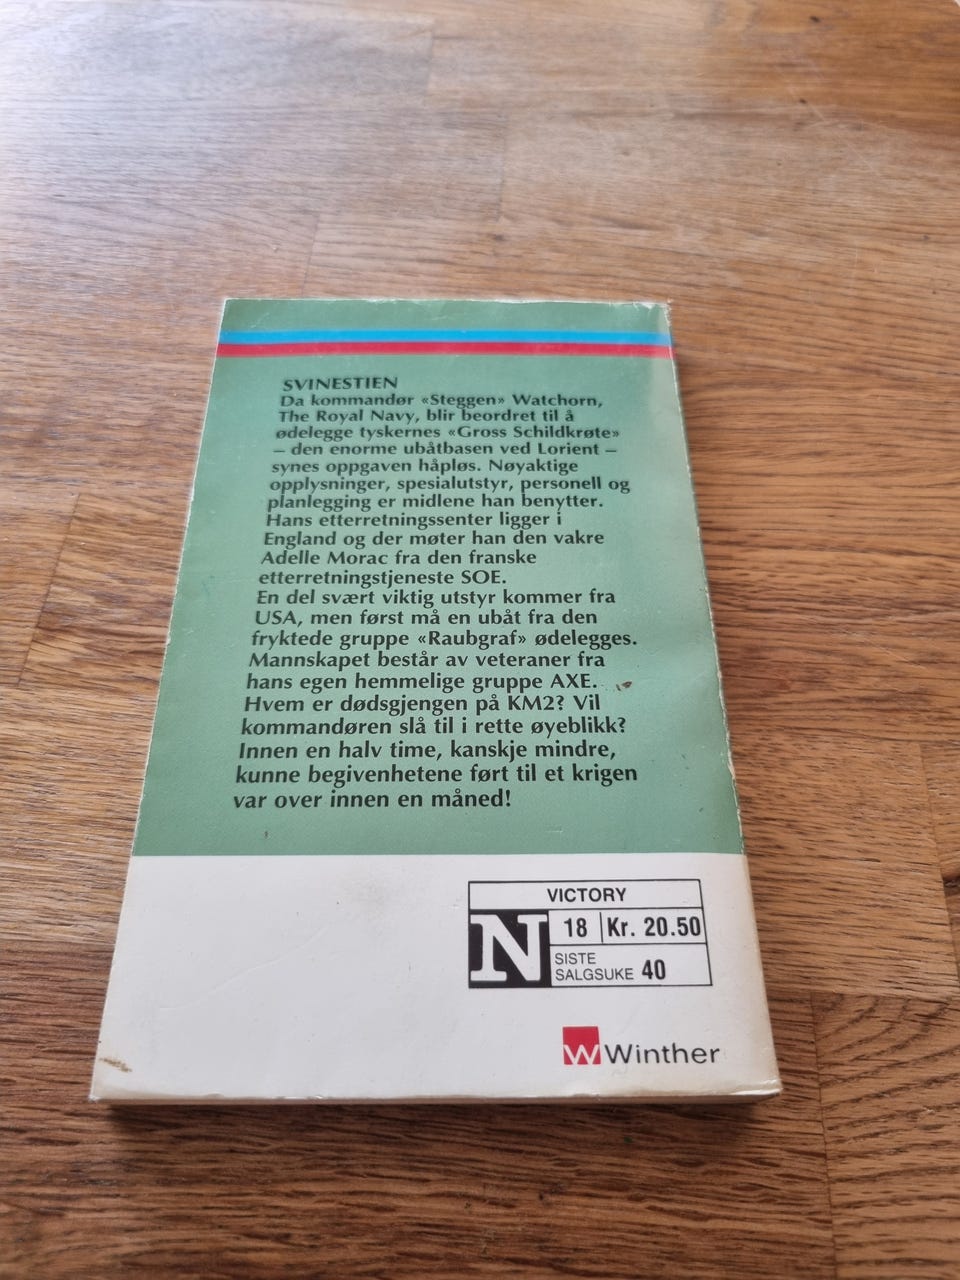 SVINESTIEN
Da kommandør «Steggen» Watchorn,
The Royal Navy, blir beordret til å
ødelegge tyskernes «Gross Schildkrøte»
– den enorme ubåtbasen ved Lorient –
synes oppgaven håpløs. Nøyaktige
opplysninger, spesialutstyr, personell og
planlegging er midlene han benytter.
Hans etterretningssenter ligger i
England og der møter han den vakre
Adelle Morac fra den franske
etterretningstjeneste SOE.
En del svært viktig utstyr kommer fra
USA, men først må en ubåt fra den
fryktede gruppe «Raubgraf» ødelegges.
Mannskapet består av veteraner fra
hans egen hemmelige gruppe AXE.
Hvem er dødsgjengen på KM2? Vil
kommandøren slå til i rette øyeblikk?
Innen en halv time, kanskje mindre,
kunne begivenhetene ført til et krigen
var over innen en måned!
VICTORY
N 18 Kr. 20.50
SISTE
SALGSUKE 40
W Winther